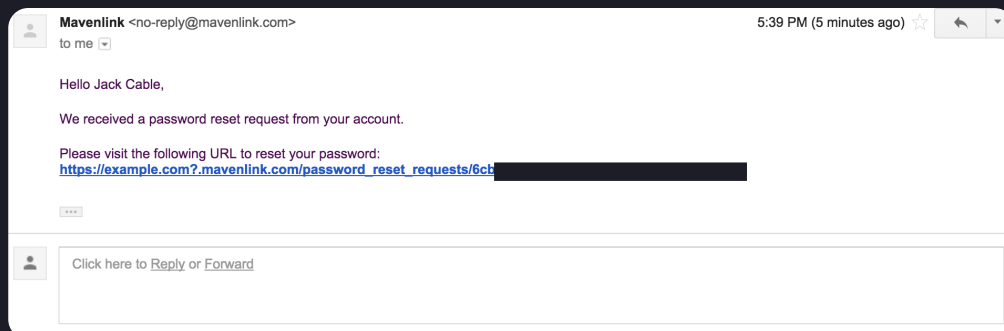 Mavenlink <no-reply@mavenlink.com> 5:39 PM (5 minutes ago)
to me
Hello Jack Cable,
We received a password reset request from your account.
Please visit the following URL to reset your password:
https://example.com?.mavenlink.com/password_reset_requests/6cb
Click here to Reply or Forward